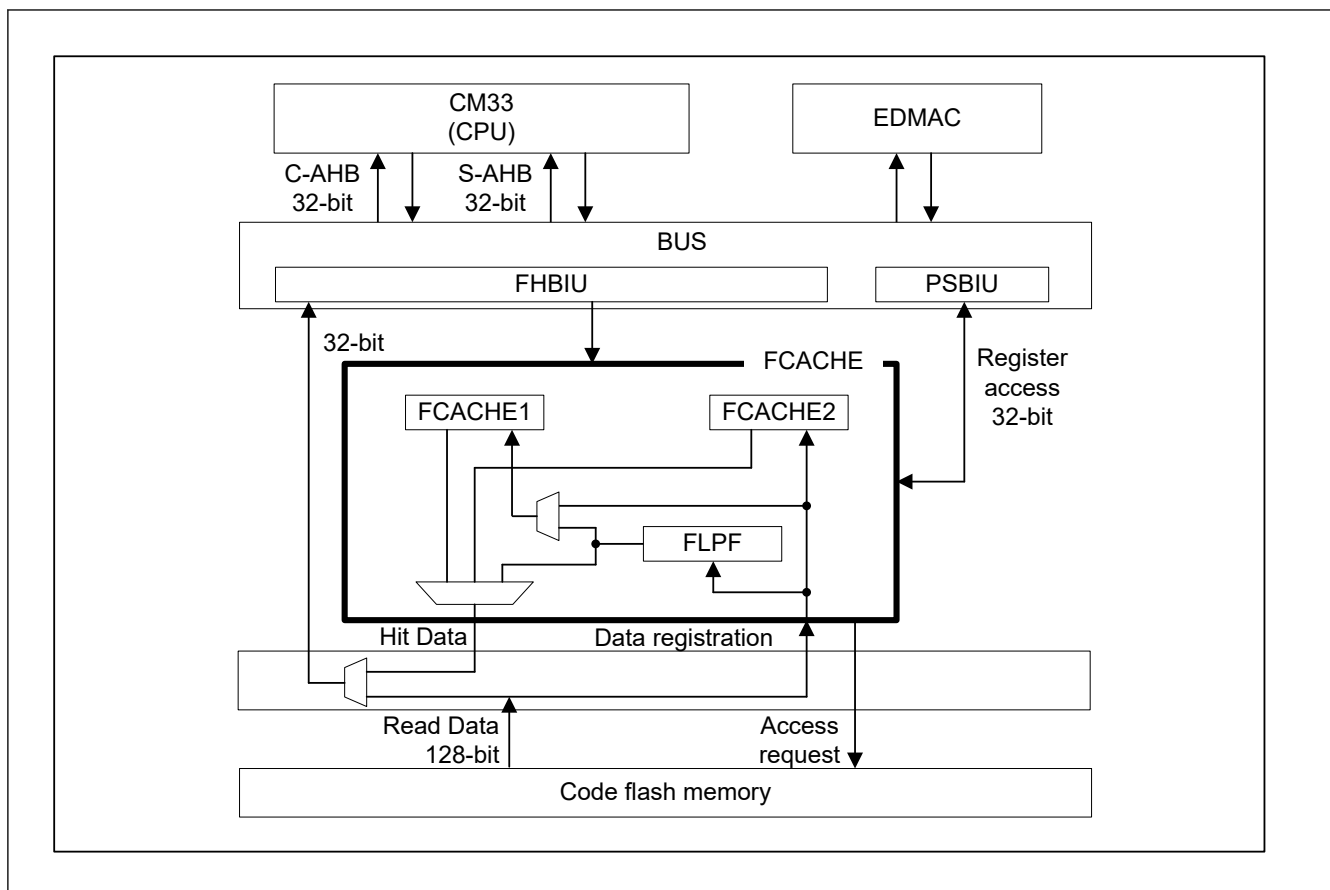 CM33
(CPU)
EDMAC
C-AHB
32-bit
S-AHB
32-bit
BUS
FHBIU
PSBIU
32-bit
FCACHE
Register
access
32-bit
FCACHE1
FCACHE2
FLPF
Hit Data
Data registration
Read Data
128-bit
Access
request
Code flash memory